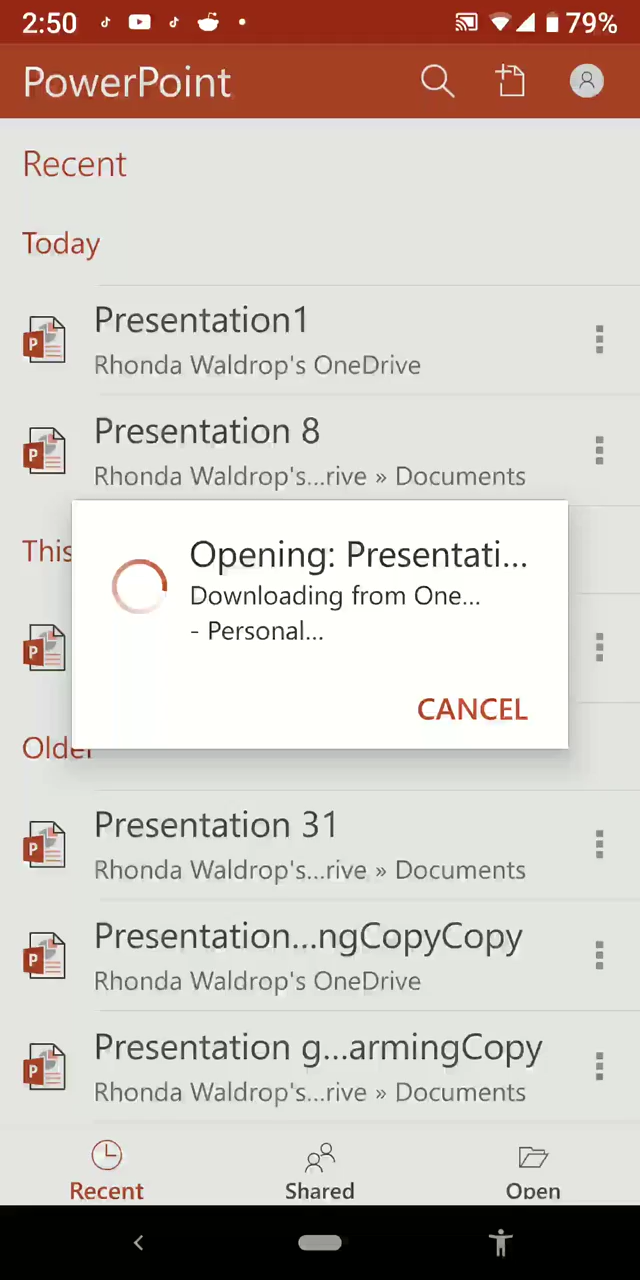 2:50
79%
PowerPoint
Recent
Today
Presentation1
Rhonda Waldrop's OneDrive
Presentation 8
Rhonda Waldrop's...rive » Documents
This
Opening: Presentati...
Downloading from One...
- Personal...
CANCEL
Older
Presentation 31
Rhonda Waldrop's...rive » Documents
Presentation...ngCopyCopy
Rhonda Waldrop's OneDrive
Presentation g...armingCopy
Rhonda Waldrop's...rive » Documents
Recent
Shared
Open